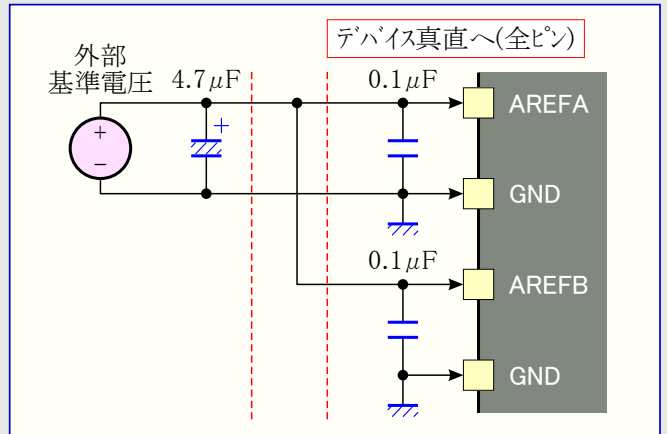 デバイス真直へ(全ピン)
外部
基準電圧
4.7μF
0.1μF
AREFA
+
+
−
GND
0.1μF
AREFB
GND